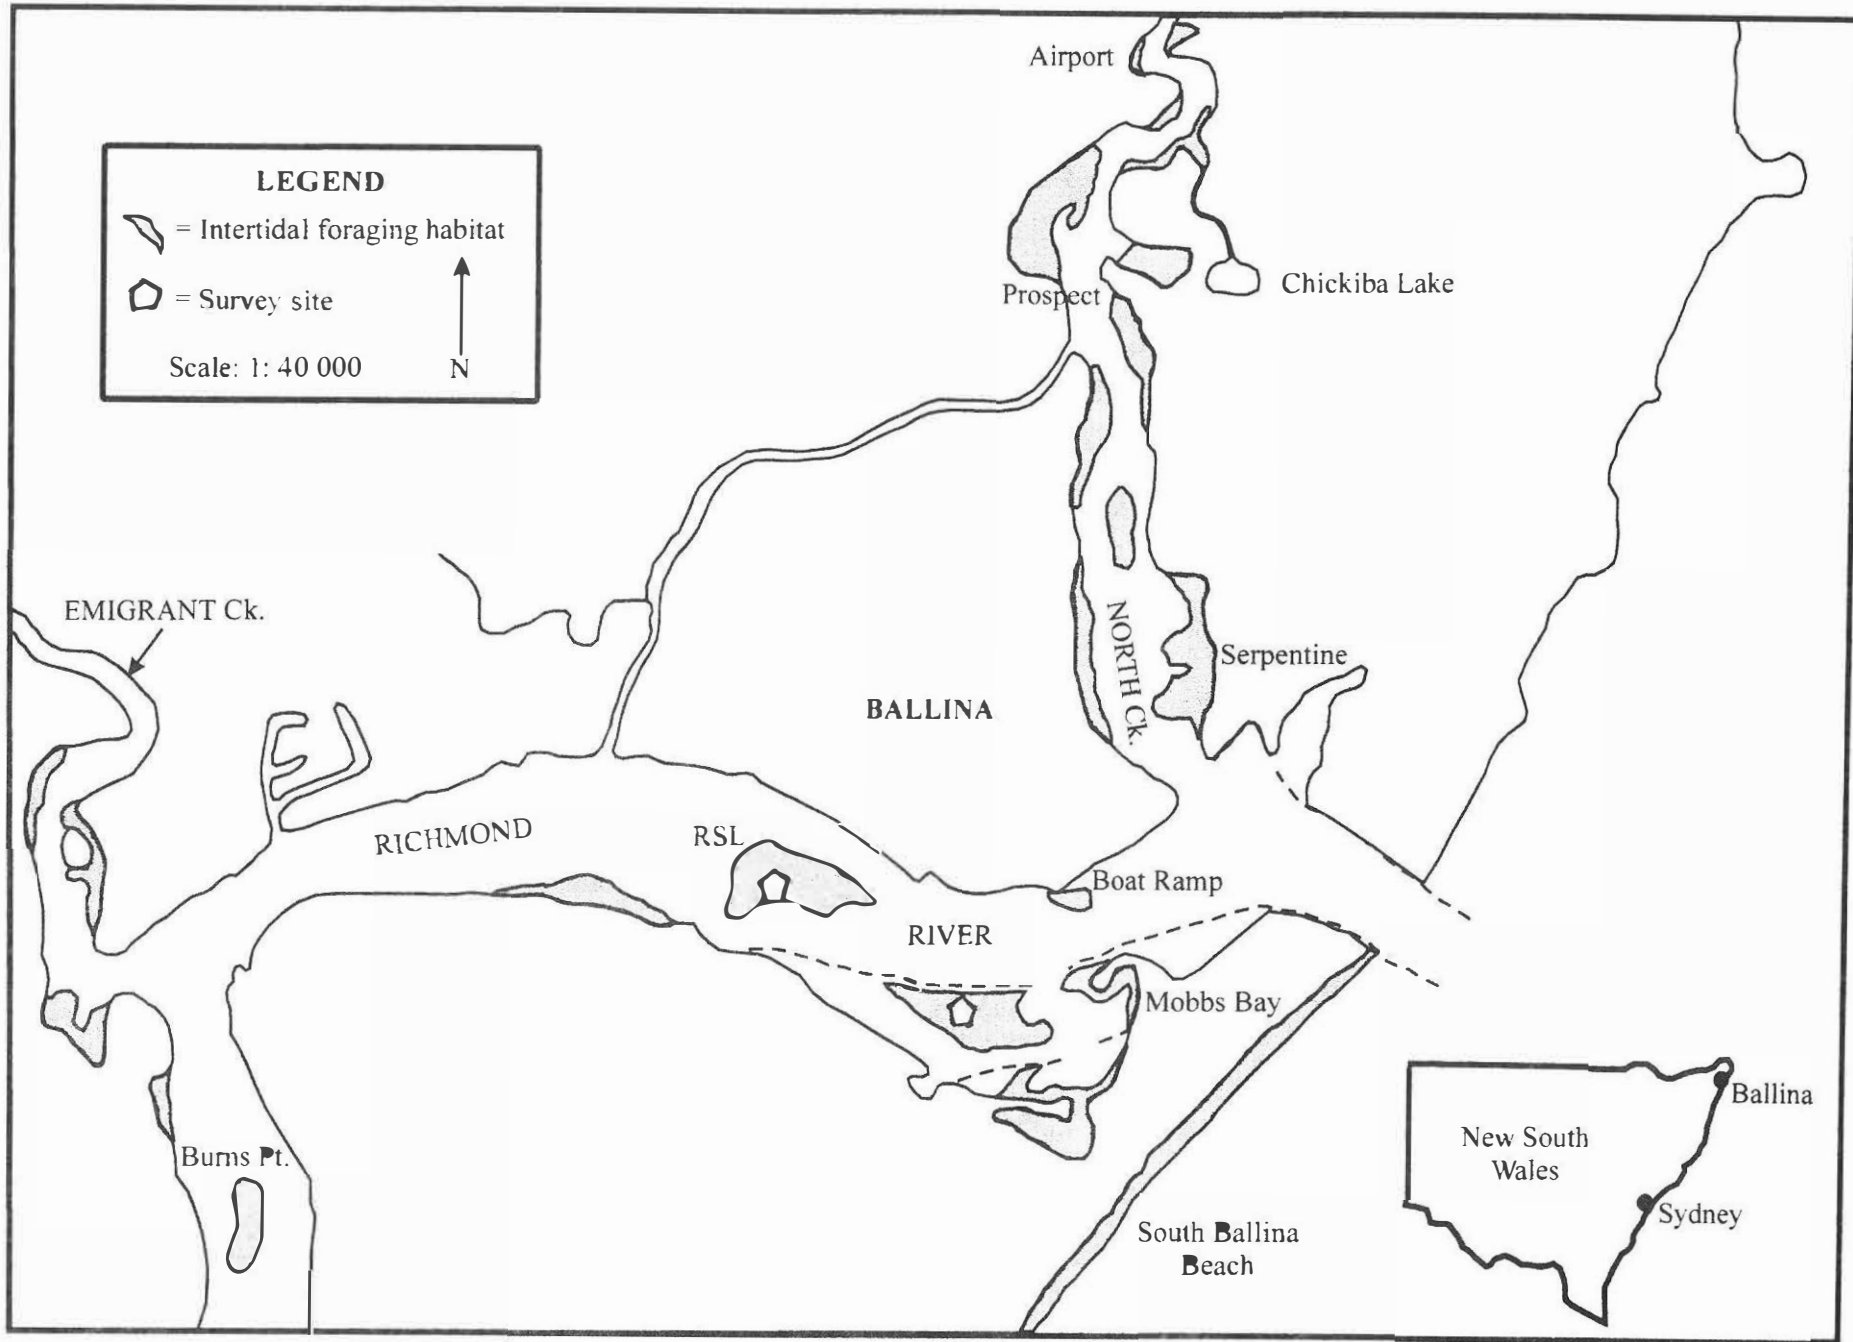 Airport
LEGEND
= Intertidal foraging habitat
= Survey site
Scale: 1: 40 000
N
Prospect
Chickiba Lake
EMIGRANT Ck.
NORTH Ck.
Serpentine
BALLINA
RICHMOND
RSL
Boat Ramp
RIVER
Mobbs Bay
Burns Pt.
South Ballina
Beach
Ballina
New South
Wales
Sydney